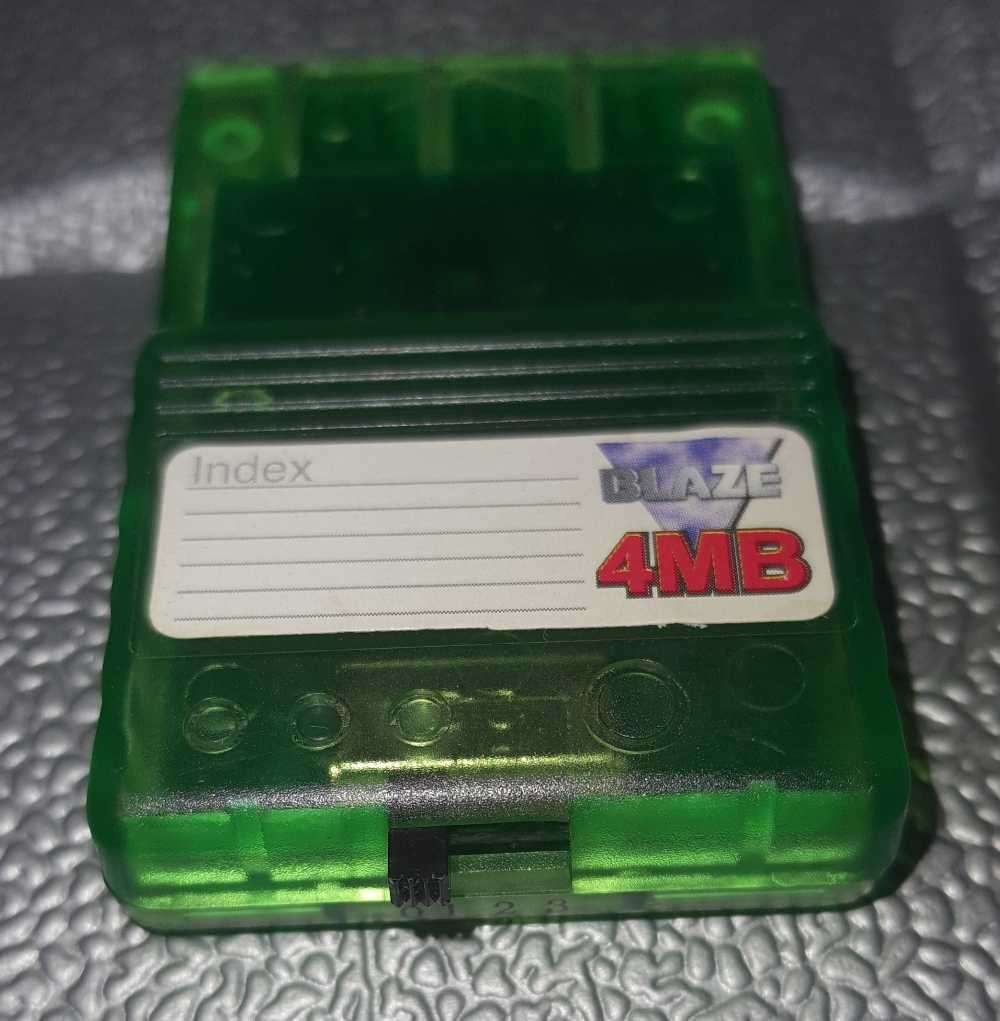 Index
BLAZE
4MB
0 1 2 3